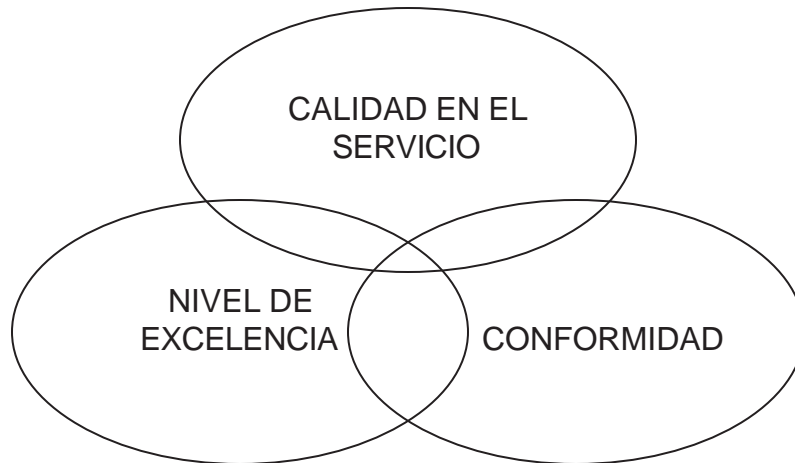 CALIDAD EN EL
SERVICIO
NIVEL DE
EXCELENCIA
CONFORMIDAD